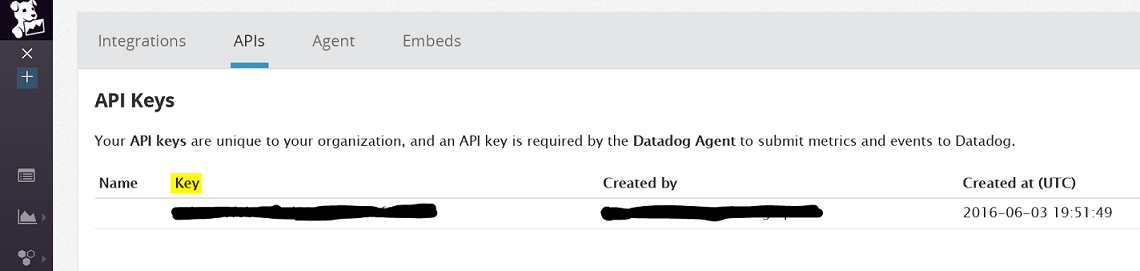 Integrations APIs Agent Embeds
API Keys
Your API keys are unique to your organization, and an API key is required by the Datadog Agent to submit metrics and events to Datadog.
Name Key Created by Created at (UTC)
2016-06-03 19:51:49